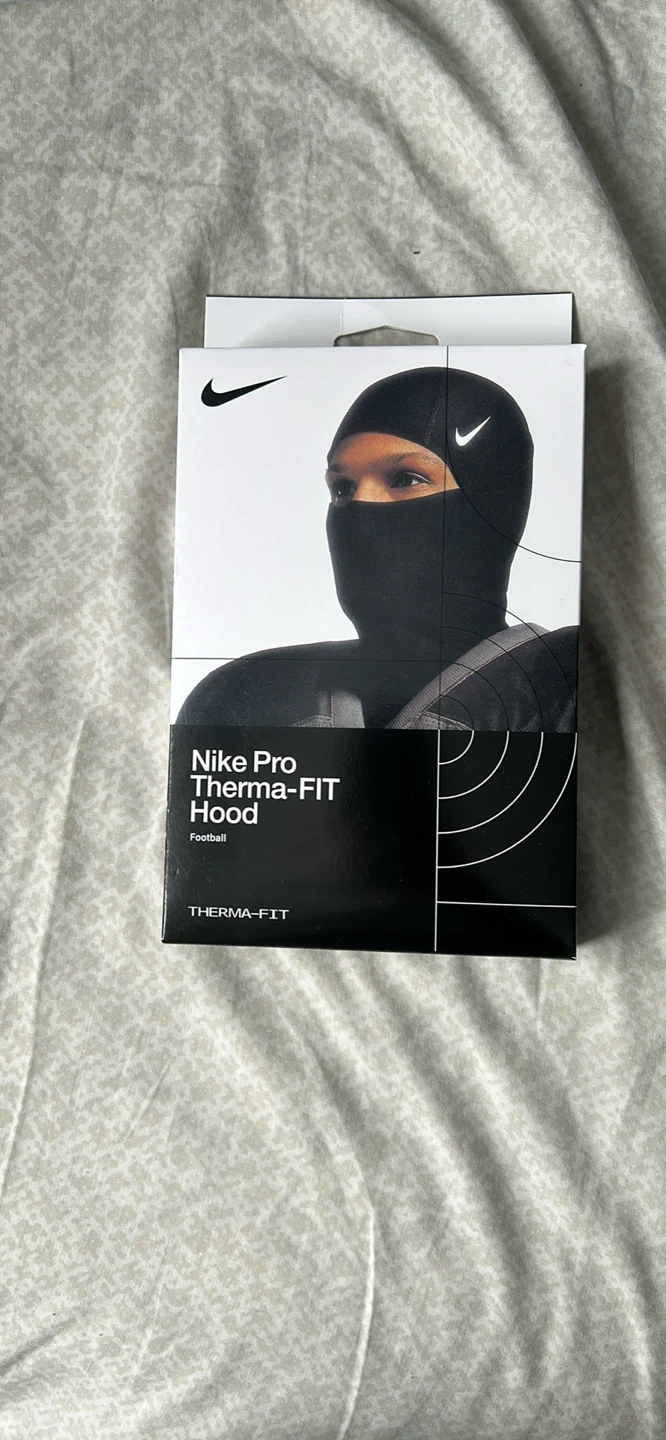 Nike Pro
Therma-FIT
Hood
Football
THERMA-FIT